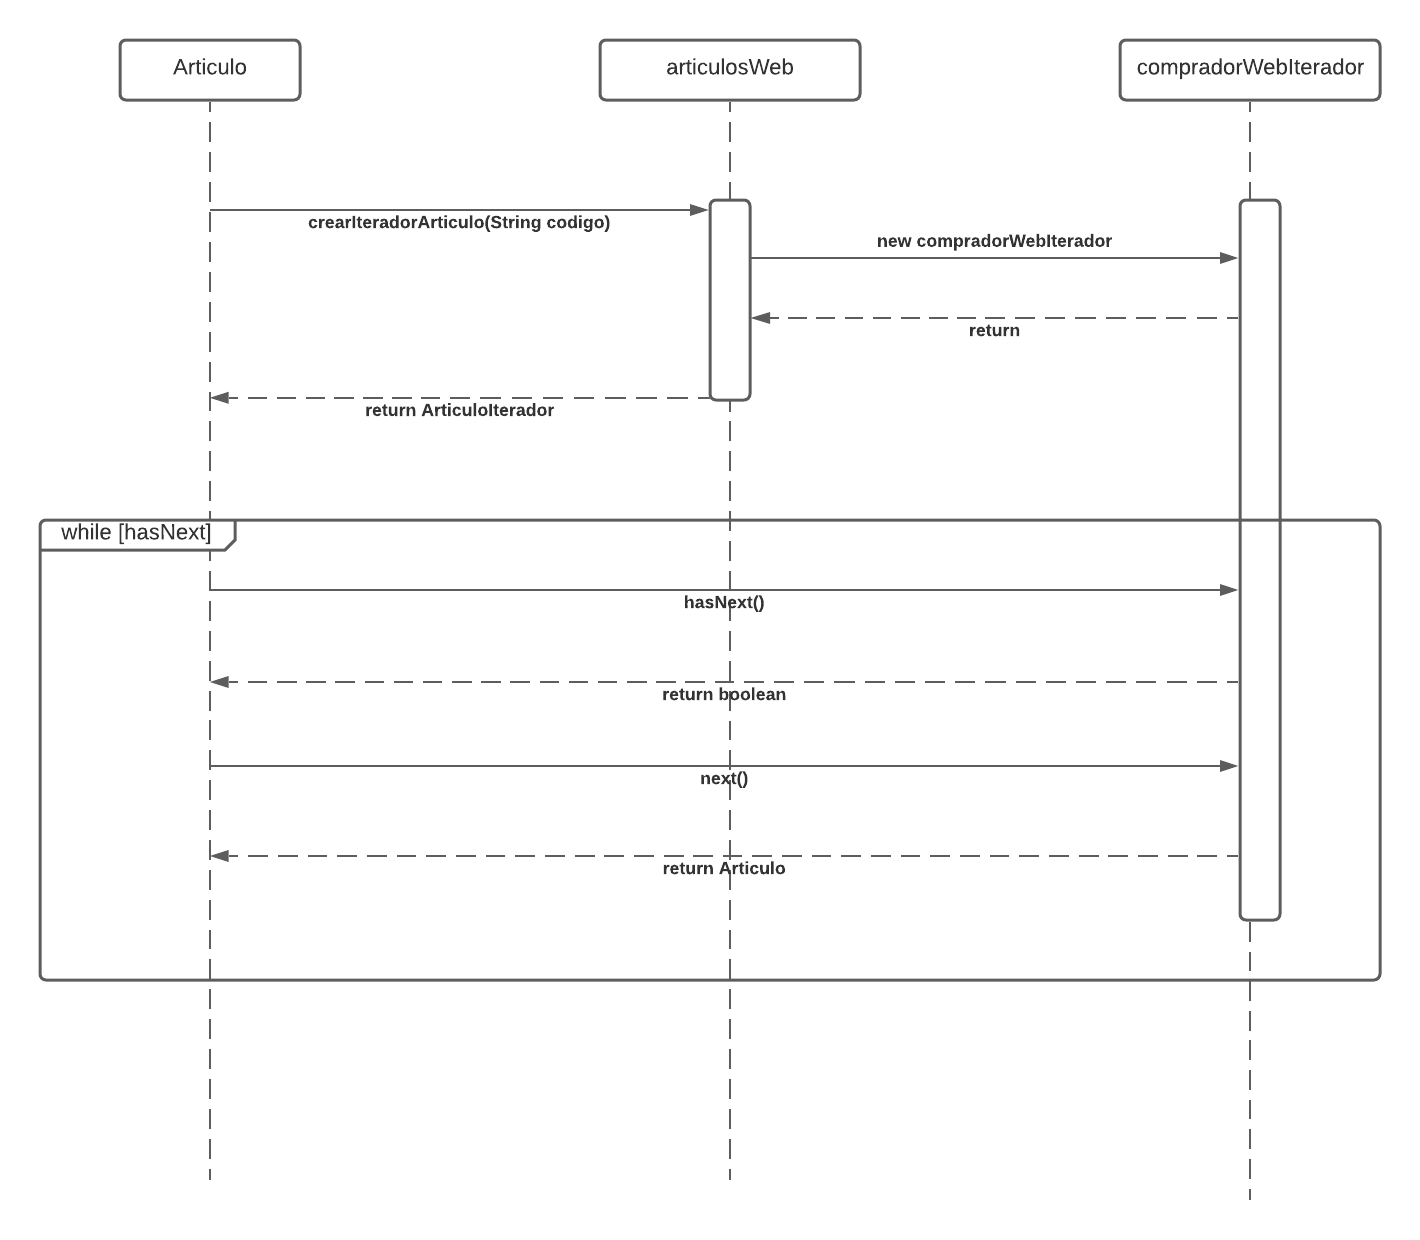 Articulo
articulosWeb
compradorWebIterador
crearIteradorArticulo(String codigo)
new compradorWebIterador
return
return ArticuloIterador
while [hasNext]
hasNext()
return boolean
next()
return Articulo